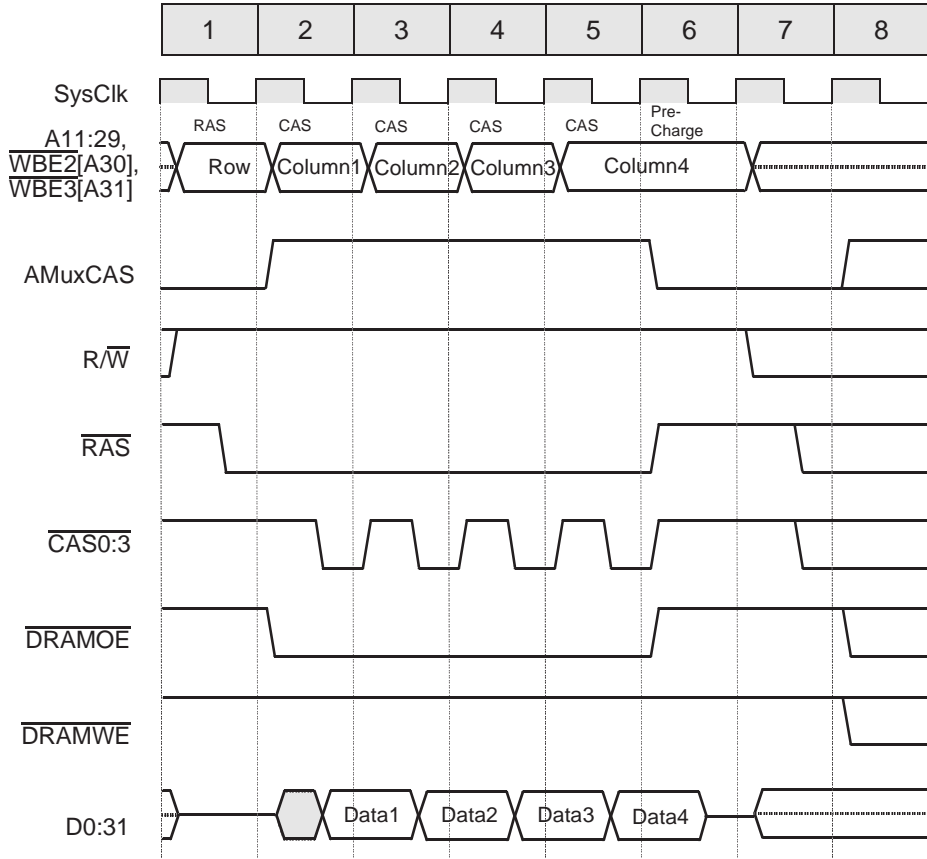 1 2 3 4 5 6 7 8
SysClk
RAS CAS CAS CAS CAS Pre-
Charge
A11:29,
WBE2[A30],
WBE3[A31]
Row Column1 Column2 Column3 Column4
AMuxCAS
R/W
RAS
CAS0:3
DRAMOE
DRAMWE
D0:31
Data1 Data2 Data3 Data4